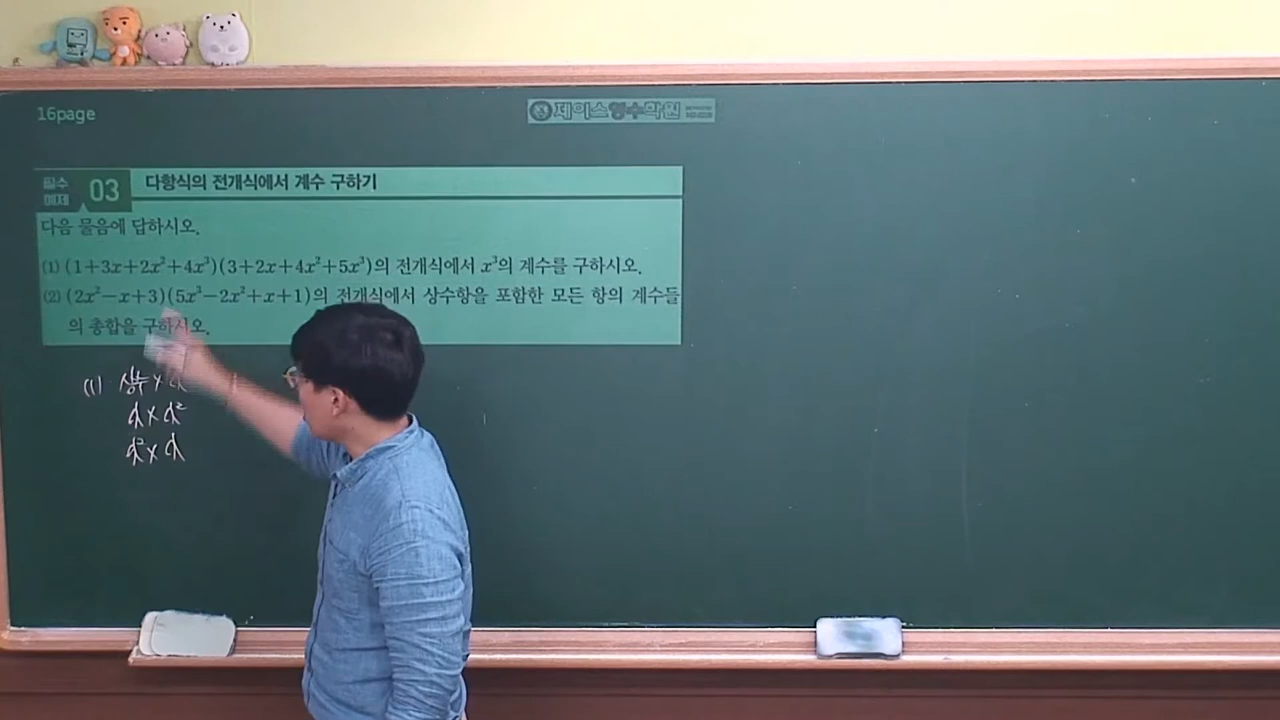 16page
제이스영수학원
필수 예제 03 다항식의 전개식에서 계수 구하기
다음 물음에 답하시오.
(1) (1+3x+2x²+4x³)(3+2x+4x²+5x³)의 전개식에서 x³의 계수를 구하시오.
(2) (2x²-x+3)(5x³-2x²+x+1)의 전개식에서 상수항을 포함한 모든 항의 계수들
의 총합을 구하시오.
(1) 상수×
x×x²
x²×x